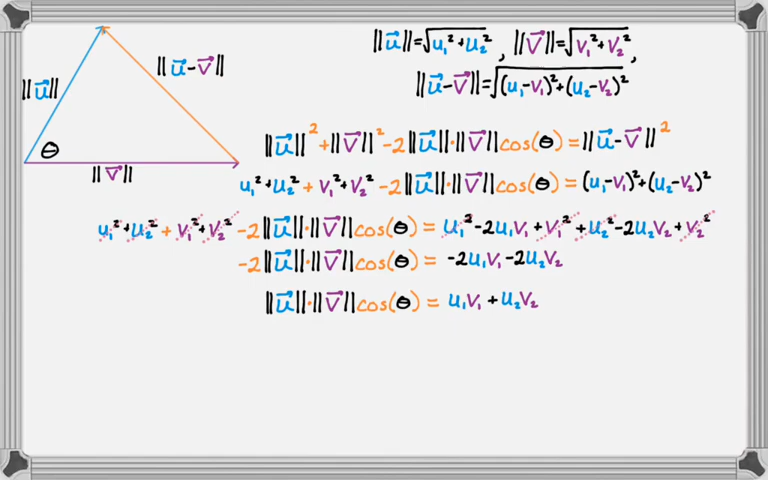 ||u⃗||=√(u₁²+u₂²), ||v⃗||=√(v₁²+v₂²),
||u⃗-v⃗||
||u⃗-v⃗||=√((u₁-v₁)²+(u₂-v₂)²)
||u⃗||
θ
||v⃗||
||u⃗||²+||v⃗||²-2||u⃗||·||v⃗||cos(θ)=||u⃗-v⃗||²
u₁²+u₂²+v₁²+v₂²-2||u⃗||·||v⃗||cos(θ)=(u₁-v₁)²+(u₂-v₂)²
u₁²+u₂²+v₁²+v₂²-2||u⃗||·||v⃗||cos(θ)=u₁²-2u₁v₁+v₁²+u₂²-2u₂v₂+v₂²
-2||u⃗||·||v⃗||cos(θ)=-2u₁v₁-2u₂v₂
||u⃗||·||v⃗||cos(θ)=u₁v₁+u₂v₂